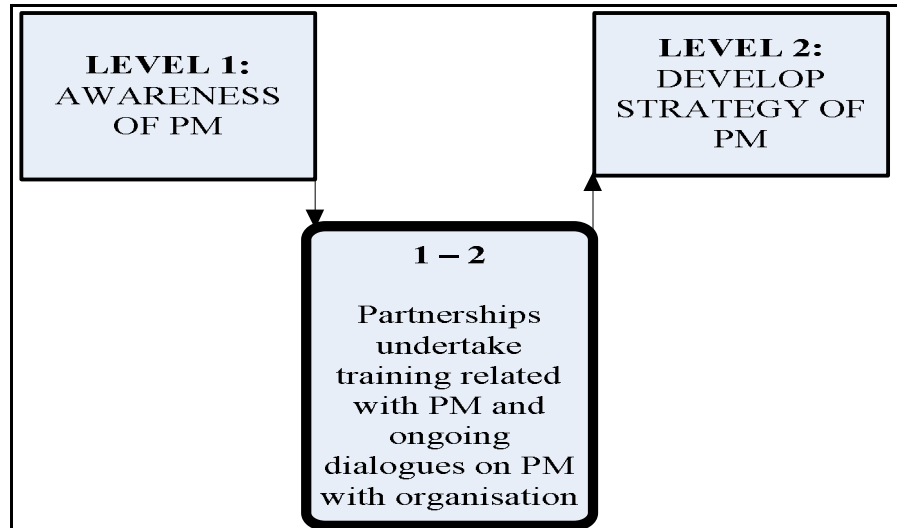 LEVEL 1:
AWARENESS
OF PM
LEVEL 2:
DEVELOP
STRATEGY OF
PM
1 – 2
Partnerships
undertake
training related
with PM and
ongoing
dialogues on PM
with organisation